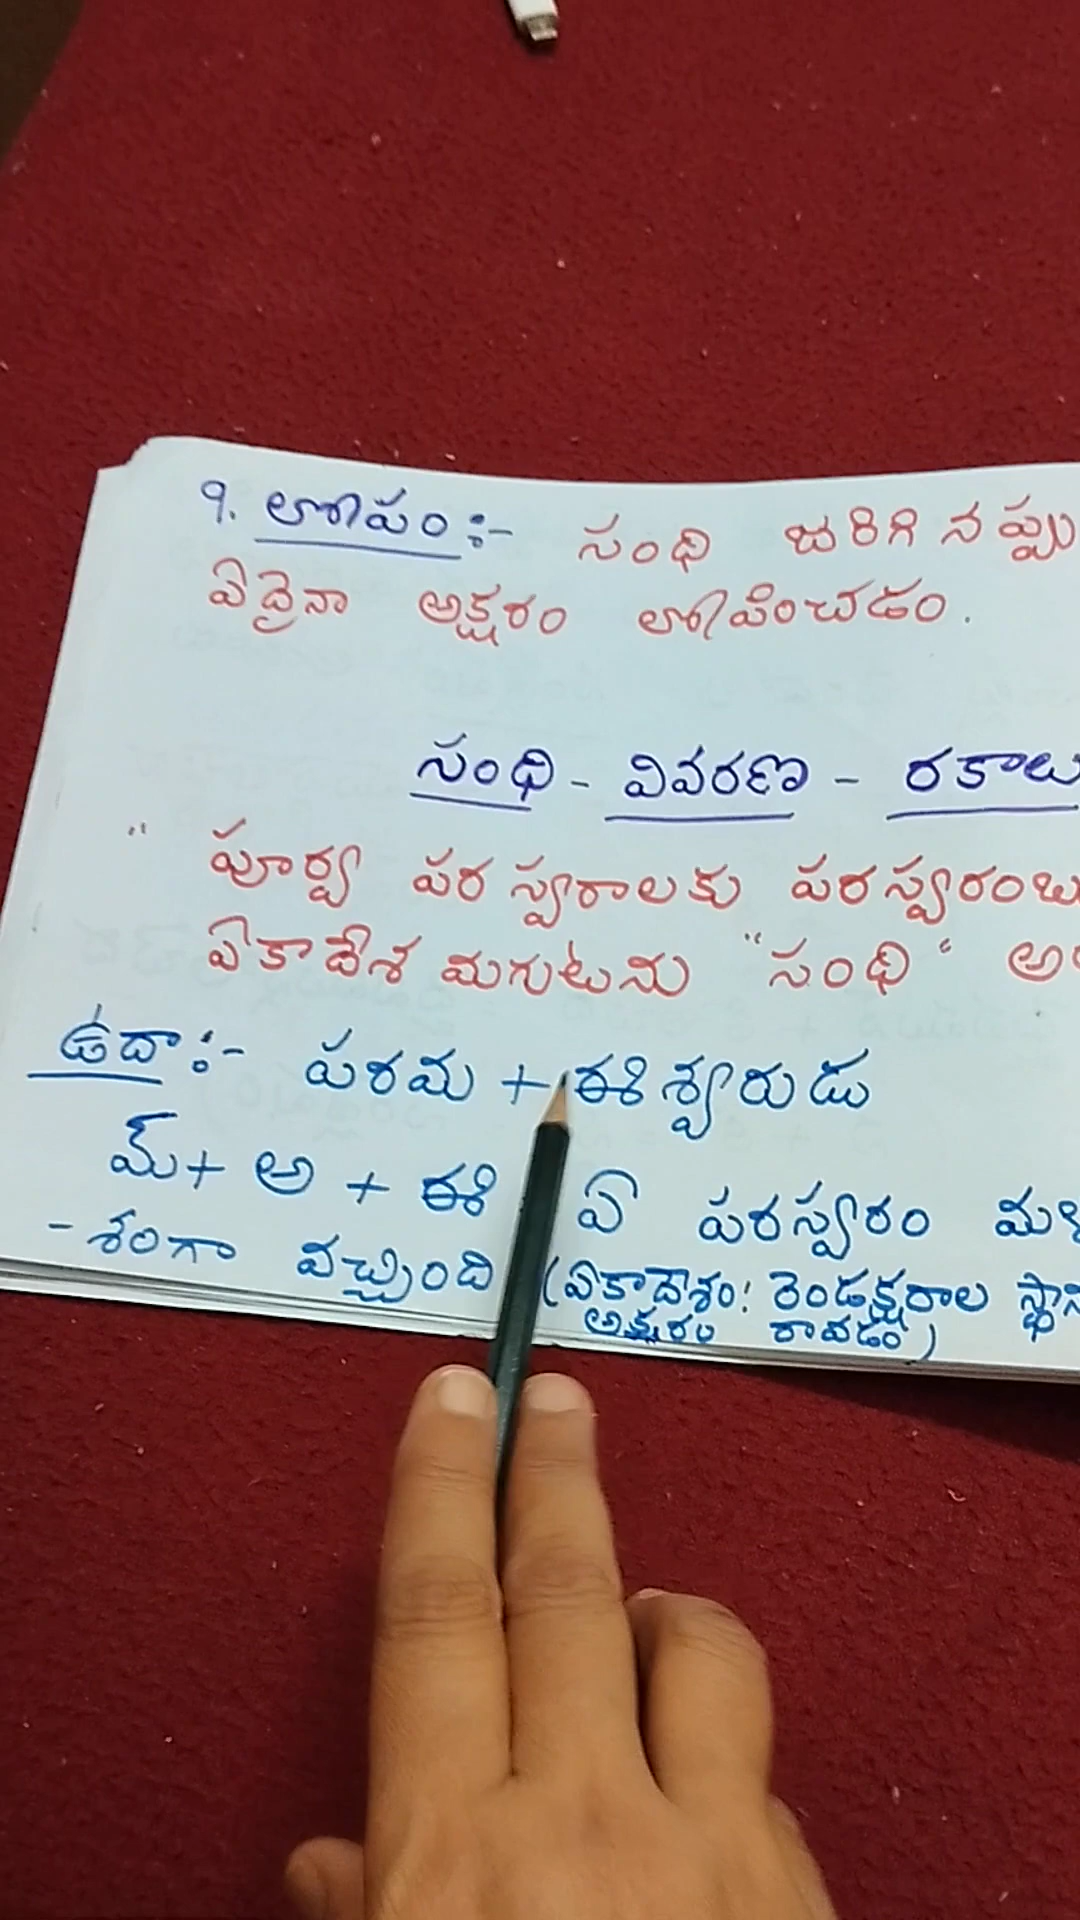 9. లోపం :- సంధి జరిగినప్పు
ఏదైనా అక్షరం లోపించడం.
సంధి - వివరణ - రకాలు
" పూర్వ పర స్వరాలకు పరస్వరంబు
ఏకాదేశ మగుటను "సంధి"
ఉదా :- పరమ + ఈశ్వరుడు
మ్ + అ + ఈ ఏ పరస్వరం
- శంగా వచ్చింది (ఏకాదేశం: రెండక్షరాల
అక్షరం రావడం)